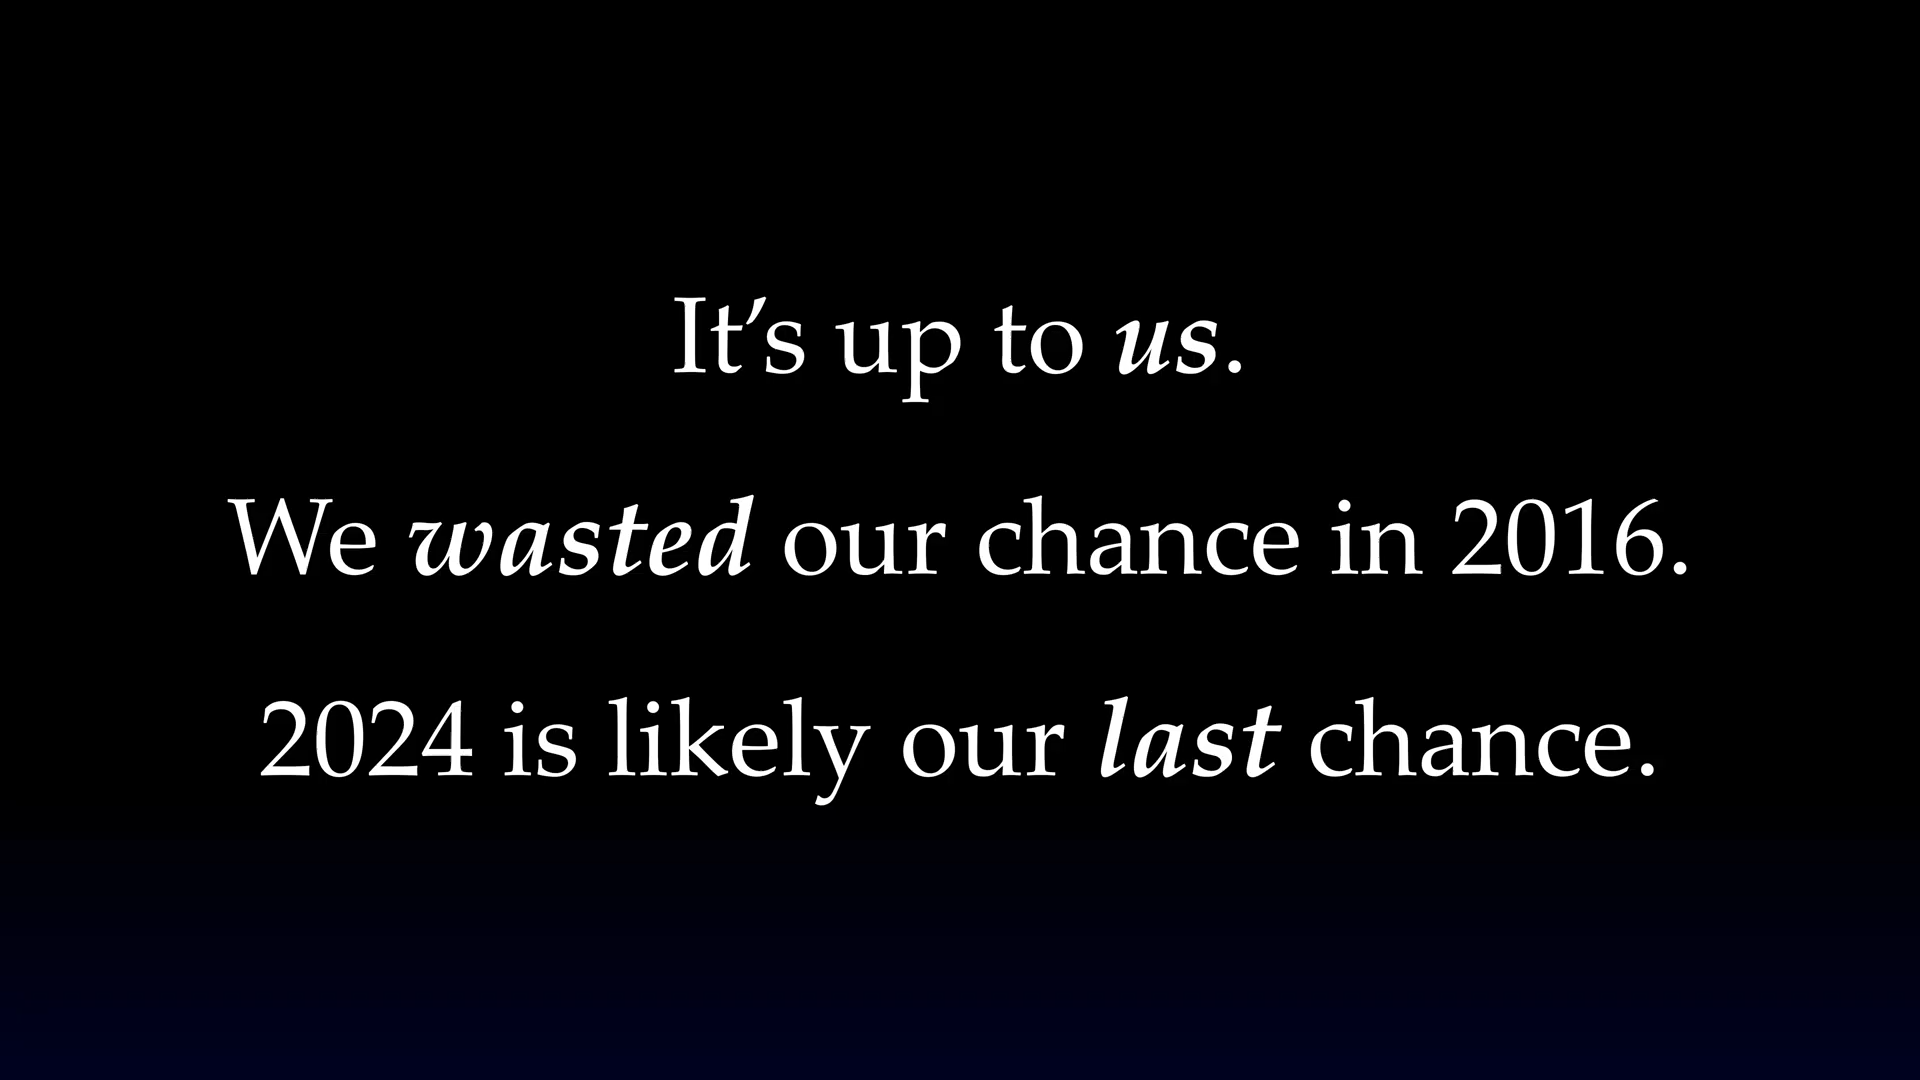 It’s up to us.
We wasted our chance in 2016.
2024 is likely our last chance.